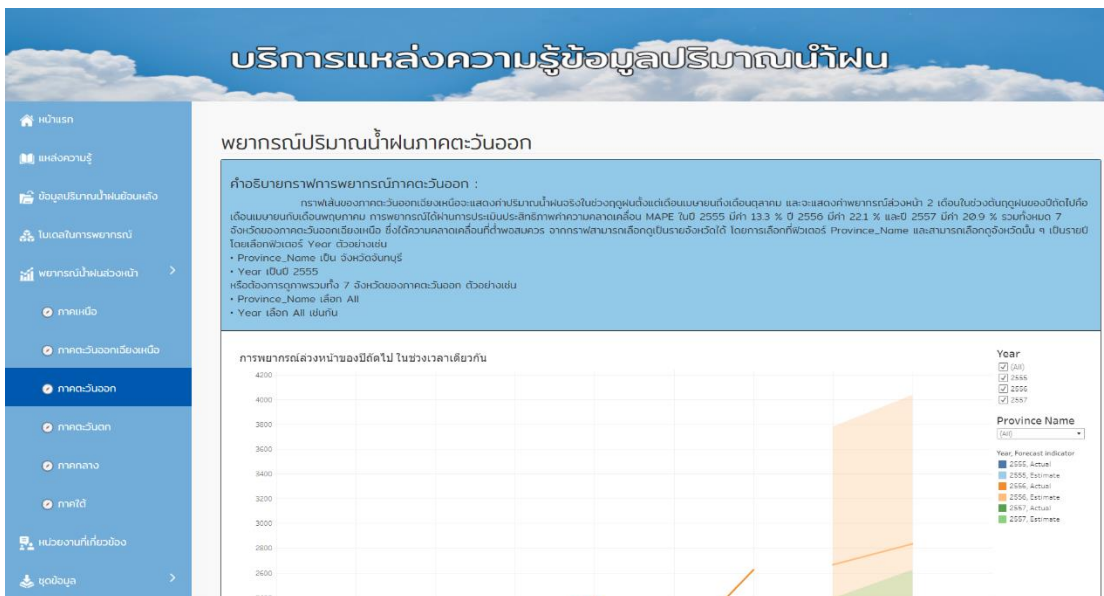 บริการแหล่งความรู้ข้อมูลปริมาณน้ำฝน
หน้าแรก
แหล่งความรู้
ข้อมูลปริมาณน้ำฝนย้อนหลัง
โมเดลในการพยากรณ์
พยากรณ์น้ำฝนล่วงหน้า
ภาคเหนือ
ภาคตะวันออกเฉียงเหนือ
ภาคตะวันออก
ภาคตะวันตก
ภาคกลาง
ภาคใต้
หน่วยงานที่เกี่ยวข้อง
ชุดข้อมูล
พยากรณ์ปริมาณน้ำฝนภาคตะวันออก
คำอธิบายกราฟการพยากรณ์ภาคตะวันออก :
กราฟเส้นของภาคตะวันออกเฉียงเหนือจะแสดงค่าปริมาณน้ำฝนจริงในช่วงฤดูฝนตั้งแต่เดือนเมษายนถึงเดือนตุลาคม และจะแสดงค่าพยากรณ์ล่วงหน้า 2 เดือนในช่วงต้นฤดูฝนของปีถัดไปคือ
เดือนเมษายนกับเดือนพฤษภาคม การพยากรณ์ได้ผ่านการประเมินประสิทธิภาพค่าความคลาดเคลื่อน MAPE ในปี 2555 มีค่า 13.3 % ปี 2556 มีค่า 22.1 % และปี 2557 มีค่า 20.9 % รวมทั้งหมด 7
จังหวัดของภาคตะวันออกเฉียงเหนือ ซึ่งได้ความคลาดเคลื่อนที่ต่ำพอสมควร จากกราฟสามารถเลือกดูเป็นรายจังหวัดได้ โดยการเลือกที่ฟิวเตอร์ Province_Name และสามารถเลือกดูจังหวัดนั้น ๆ เป็นรายปี
โดยเลือกฟิวเตอร์ Year ตัวอย่างเช่น
• Province_Name เป็น จังหวัดจันทบุรี
• Year เป็นปี 2555
หรือต้องการดูภาพรวมทั้ง 7 จังหวัดของภาคตะวันออก ตัวอย่างเช่น
• Province_Name เลือก All
• Year เลือก All เช่นกัน
การพยากรณ์ล่วงหน้าของปีถัดไป ในช่วงเวลาเดียวกัน
4200
4000
3800
3600
3400
3200
3000
2800
2600
Year
(All)
2555
2556
2557
Province Name
(All)
Year, Forecast indicator
2555, Actual
2555, Estimate
2556, Actual
2556, Estimate
2557, Actual
2557, Estimate